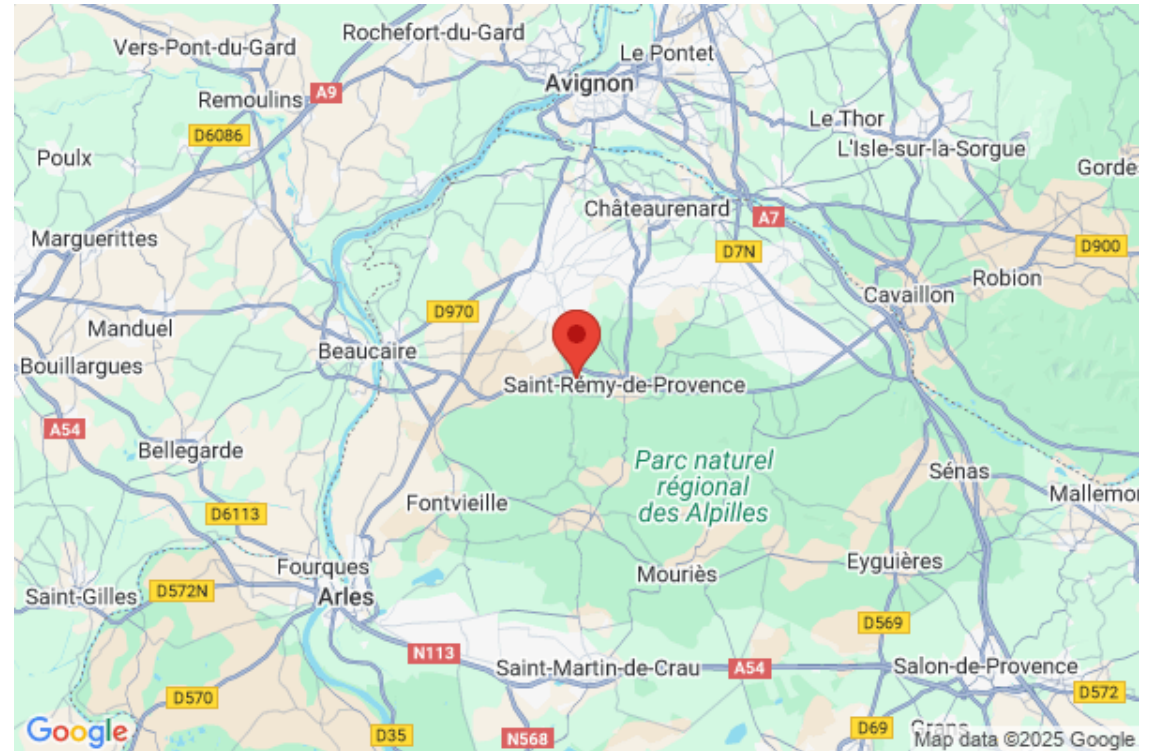 Rochefort-du-Gard
Vers-Pont-du-Gard
Le Pontet
Avignon
A9
Remoulins
D6086
Le Thor
L'Isle-sur-la-Sorgue
Poulx
Gorde
Châteaurenard
A7
Marguerittes
D7N
D900
Robion
Cavaillon
D970
Manduel
Beaucaire
Bouillargues
Saint-Rémy-de-Provence
A54
Bellegarde
Parc naturel
régional
des Alpilles
Sénas
Mallemor
Fontvieille
D6113
Eyguières
Fourques
Mouriès
Saint-Gilles
D572N
Arles
D569
N113
Saint-Martin-de-Crau
A54
Salon-de-Provence
D570
D572
Google
D35
N568
D69
Grans
Map data ©2025 Google